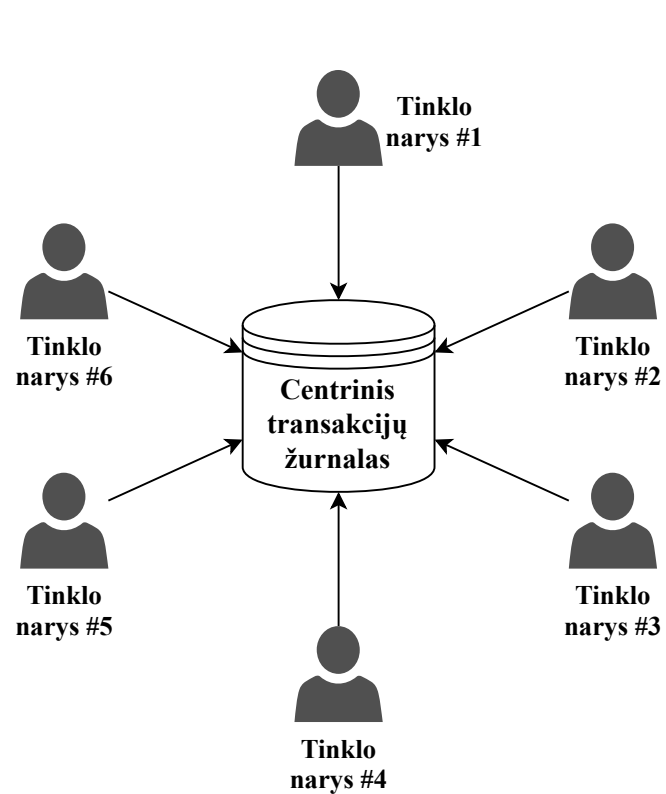 Tinklo
narys #1
Tinklo
narys #6
Tinklo
narys #2
Centrinis
transakcijų
žurnalas
Tinklo
narys #5
Tinklo
narys #3
Tinklo
narys #4